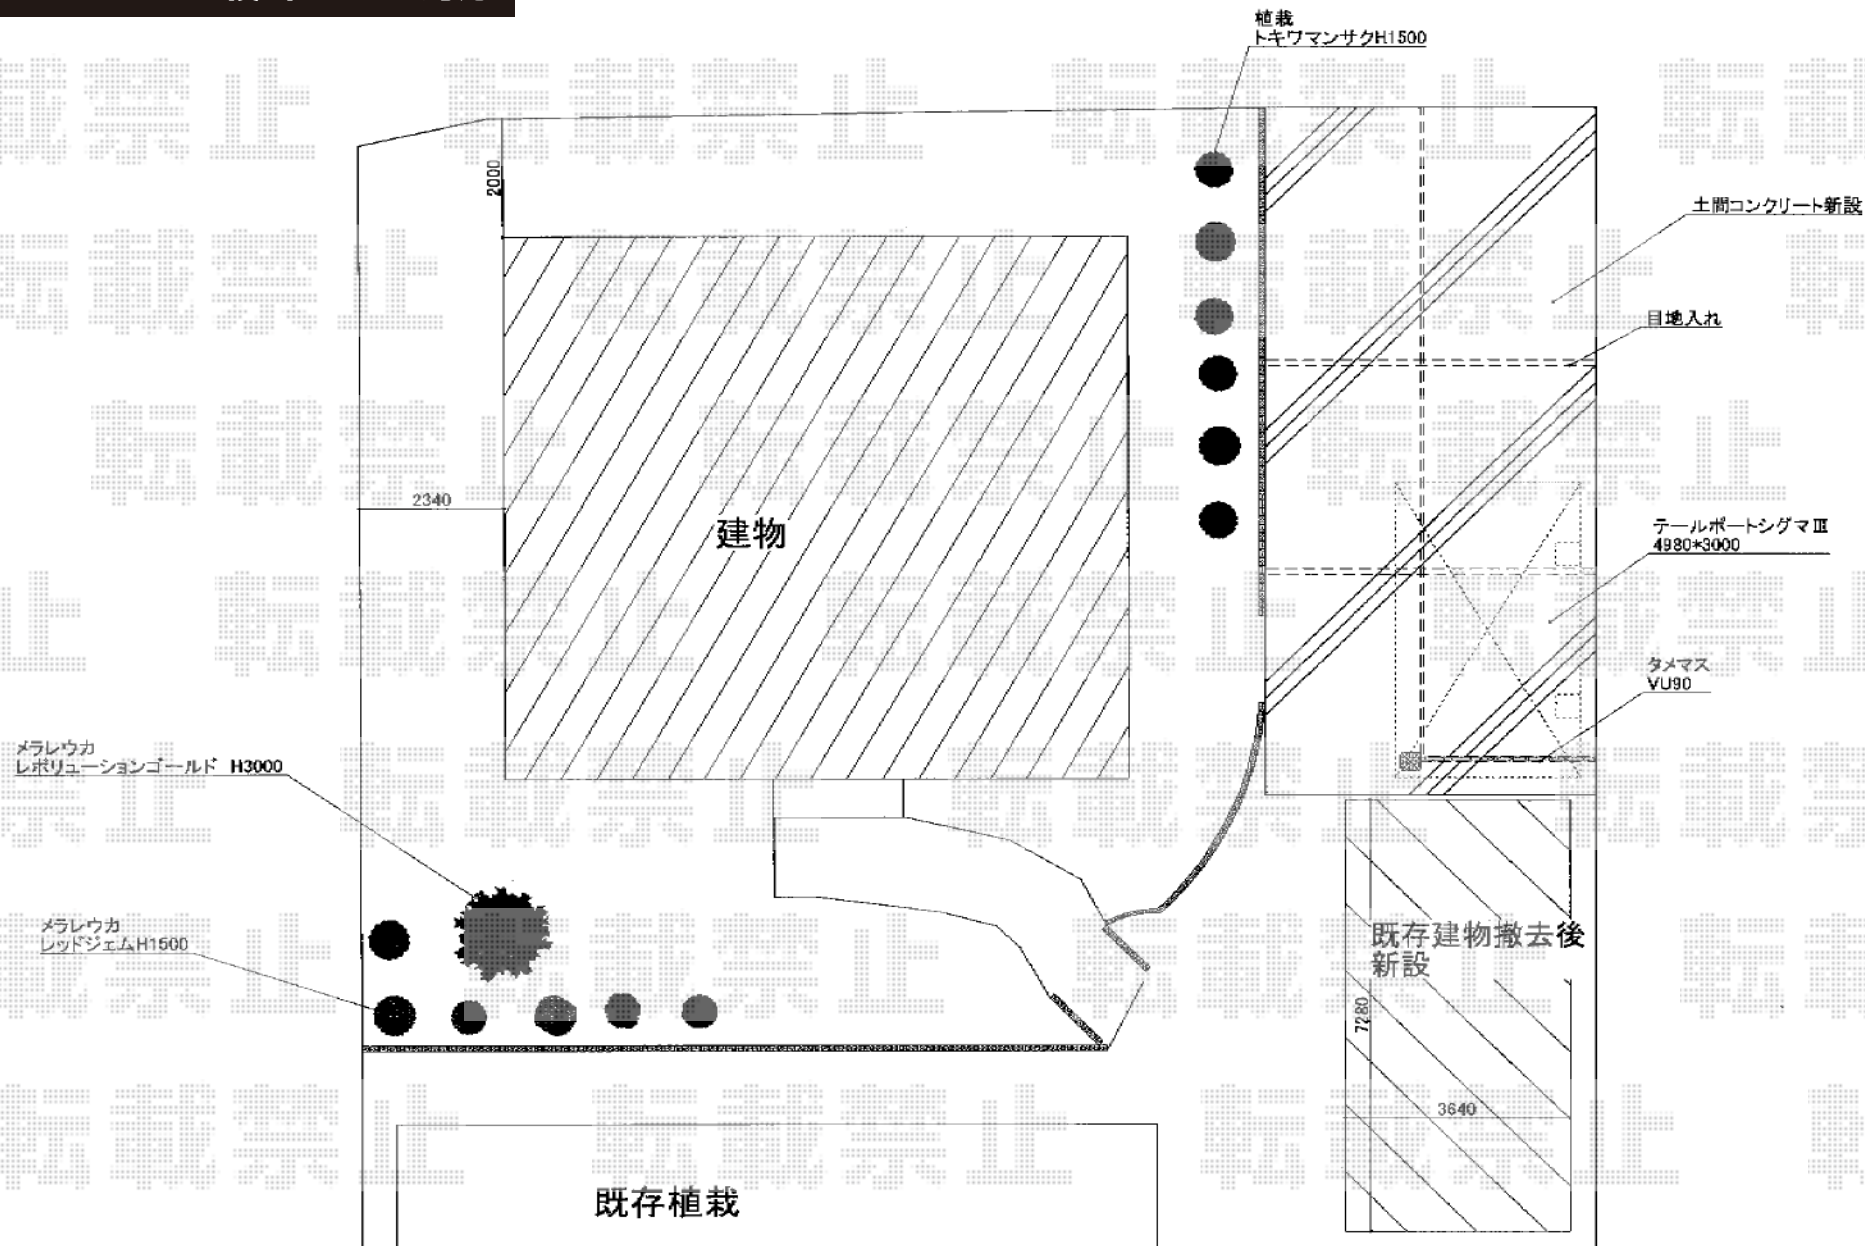 植栽
トキワマンサクH1500
2000
土間コンクリート新設
目地入れ
2340
建物
テールポートシグマⅢ
4980*3000
タメマス
VU90
メラレウカ
レボリューションゴールド H3000
メラレウカ
レッドジェムH1500
既存建物撤去後
新設
7280
3640
既存植栽
転載禁止